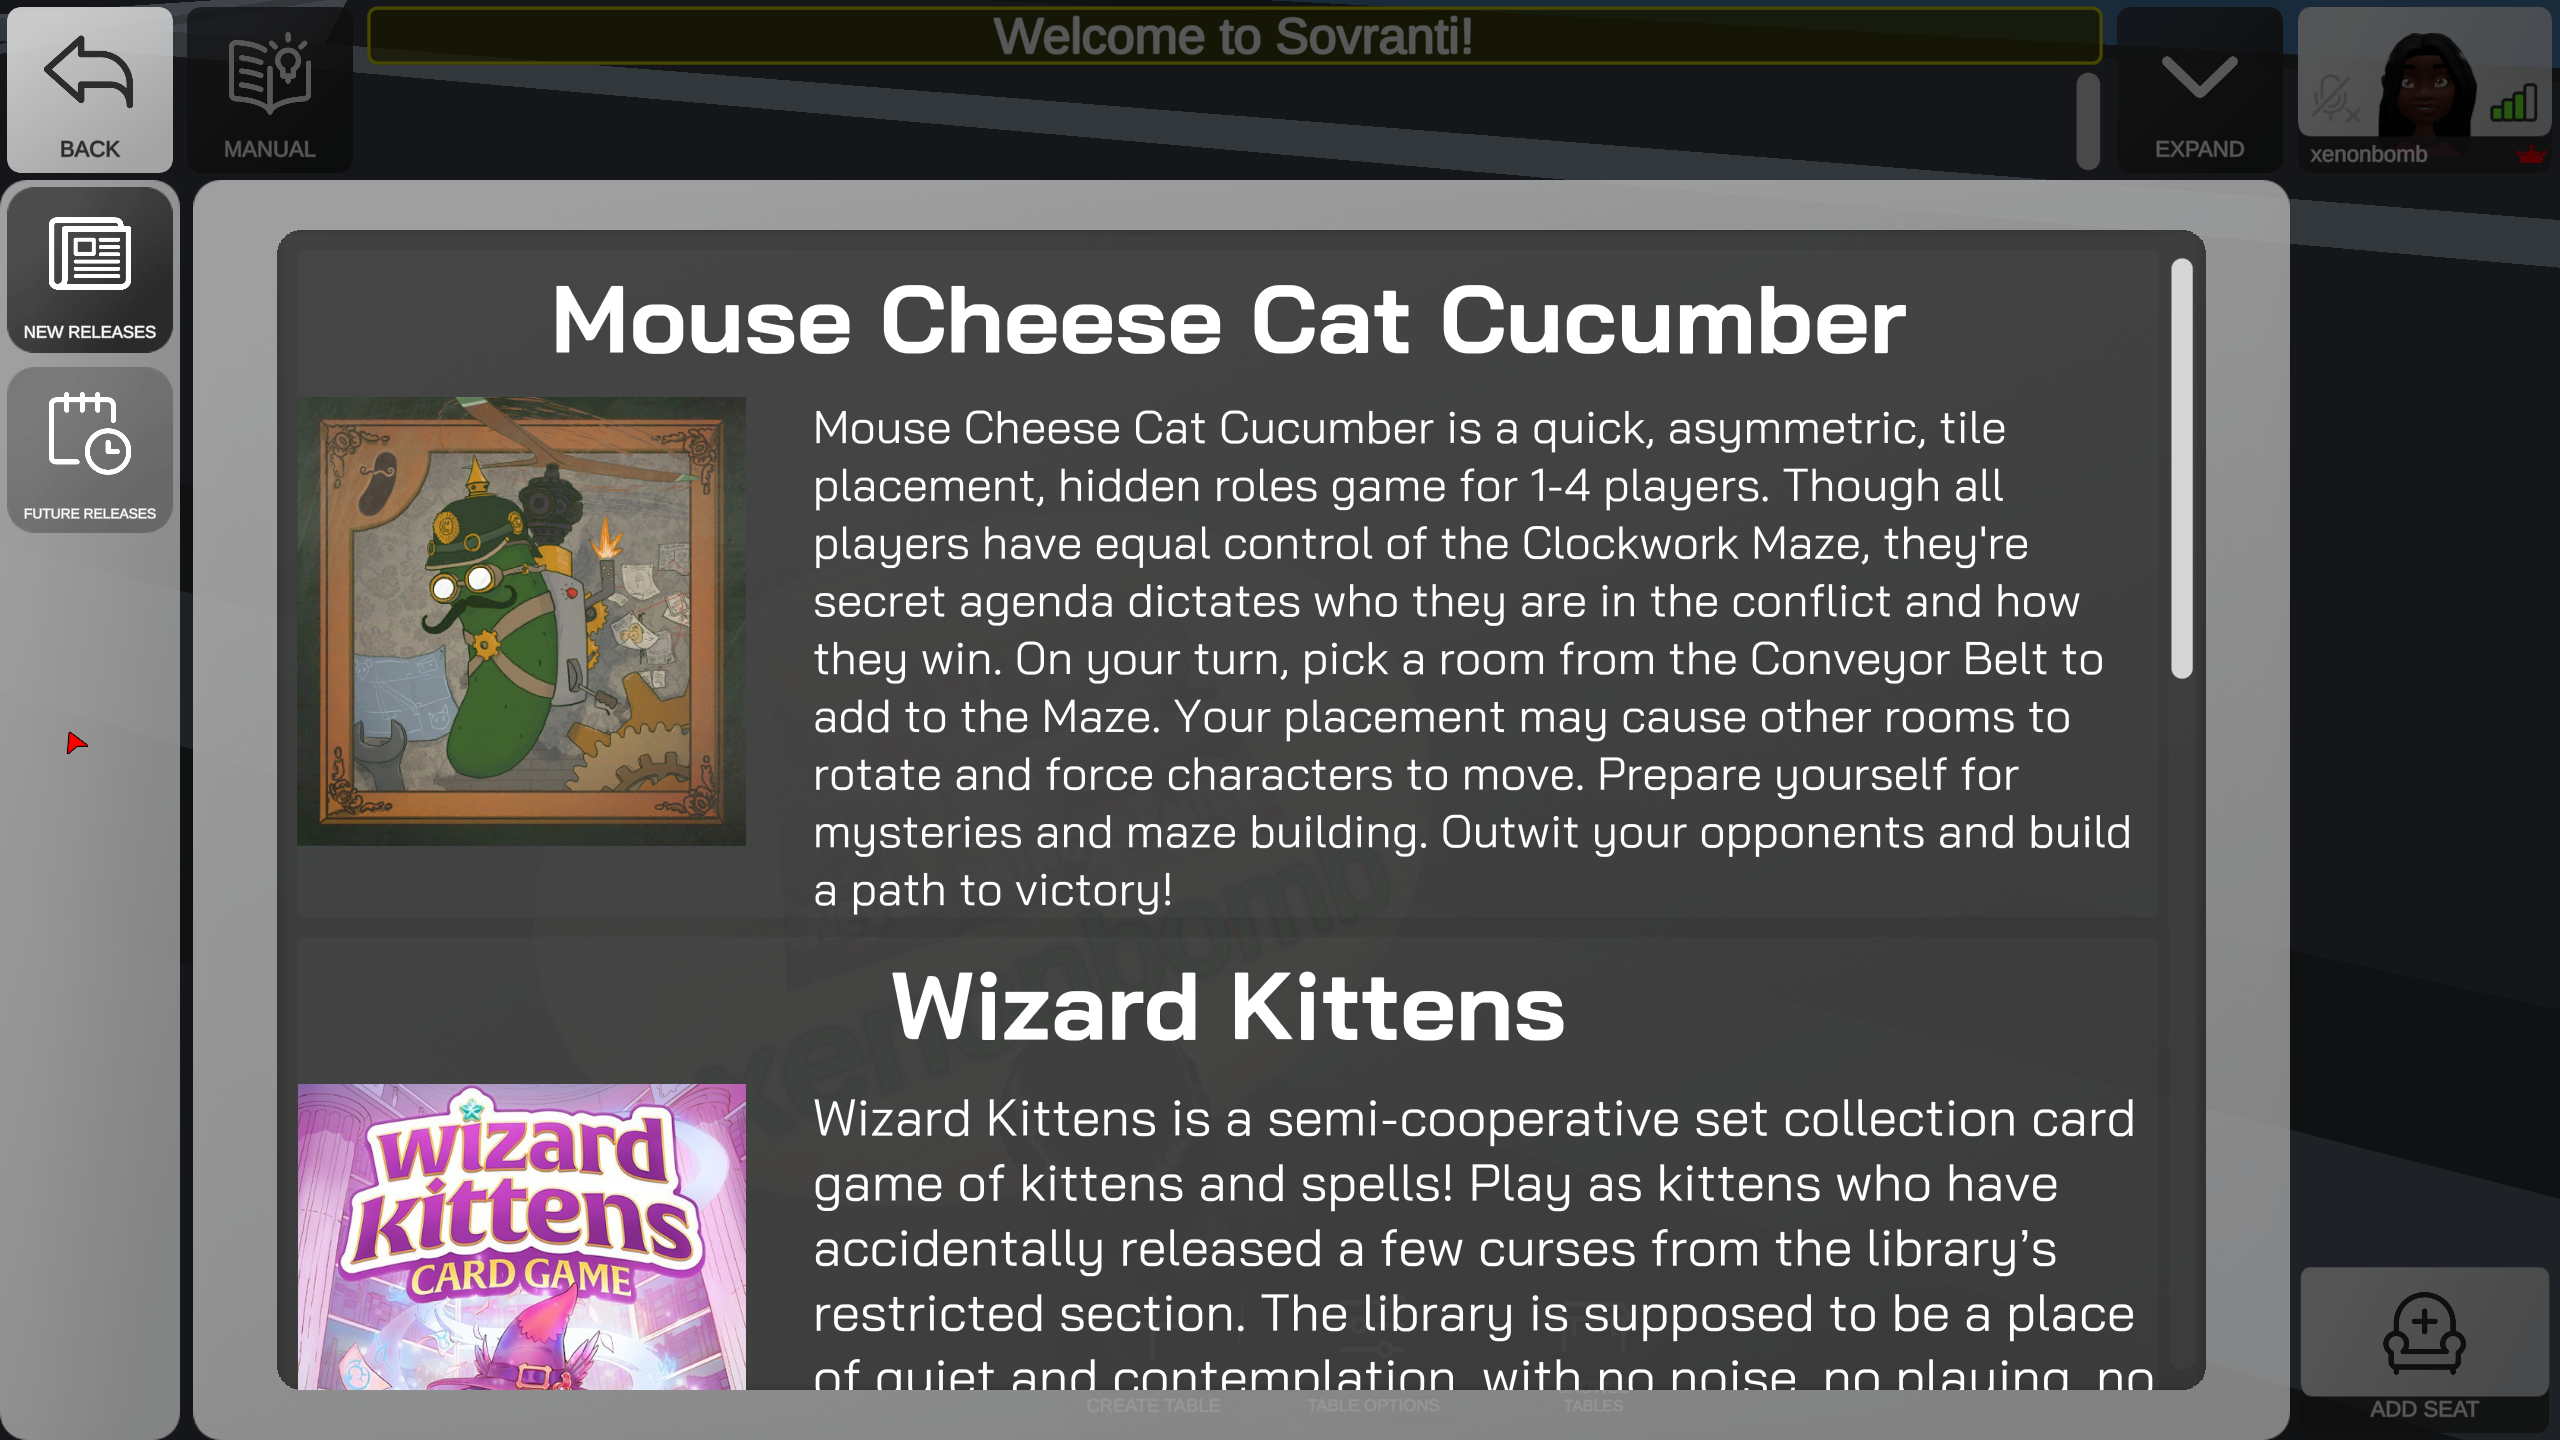 Welcome to Sovranti!
BACK
MANUAL
EXPAND
xenonbomb
NEW RELEASES
FUTURE RELEASES
Mouse Cheese Cat Cucumber
Mouse Cheese Cat Cucumber is a quick, asymmetric, tile
placement, hidden roles game for 1-4 players. Though all
players have equal control of the Clockwork Maze, they're
secret agenda dictates who they are in the conflict and how
they win. On your turn, pick a room from the Conveyor Belt to
add to the Maze. Your placement may cause other rooms to
rotate and force characters to move. Prepare yourself for
mysteries and maze building. Outwit your opponents and build
a path to victory!
xenonbomb
Wizard Kittens
wizard
kittens
CARD GAME
Wizard Kittens is a semi-cooperative set collection card
game of kittens and spells! Play as kittens who have
accidentally released a few curses from the library’s
restricted section. The library is supposed to be a place
of quiet and contemplation, with no noise, no playing, no
CREATE TABLE
TABLE OPTIONS
TABLES
ADD SEAT